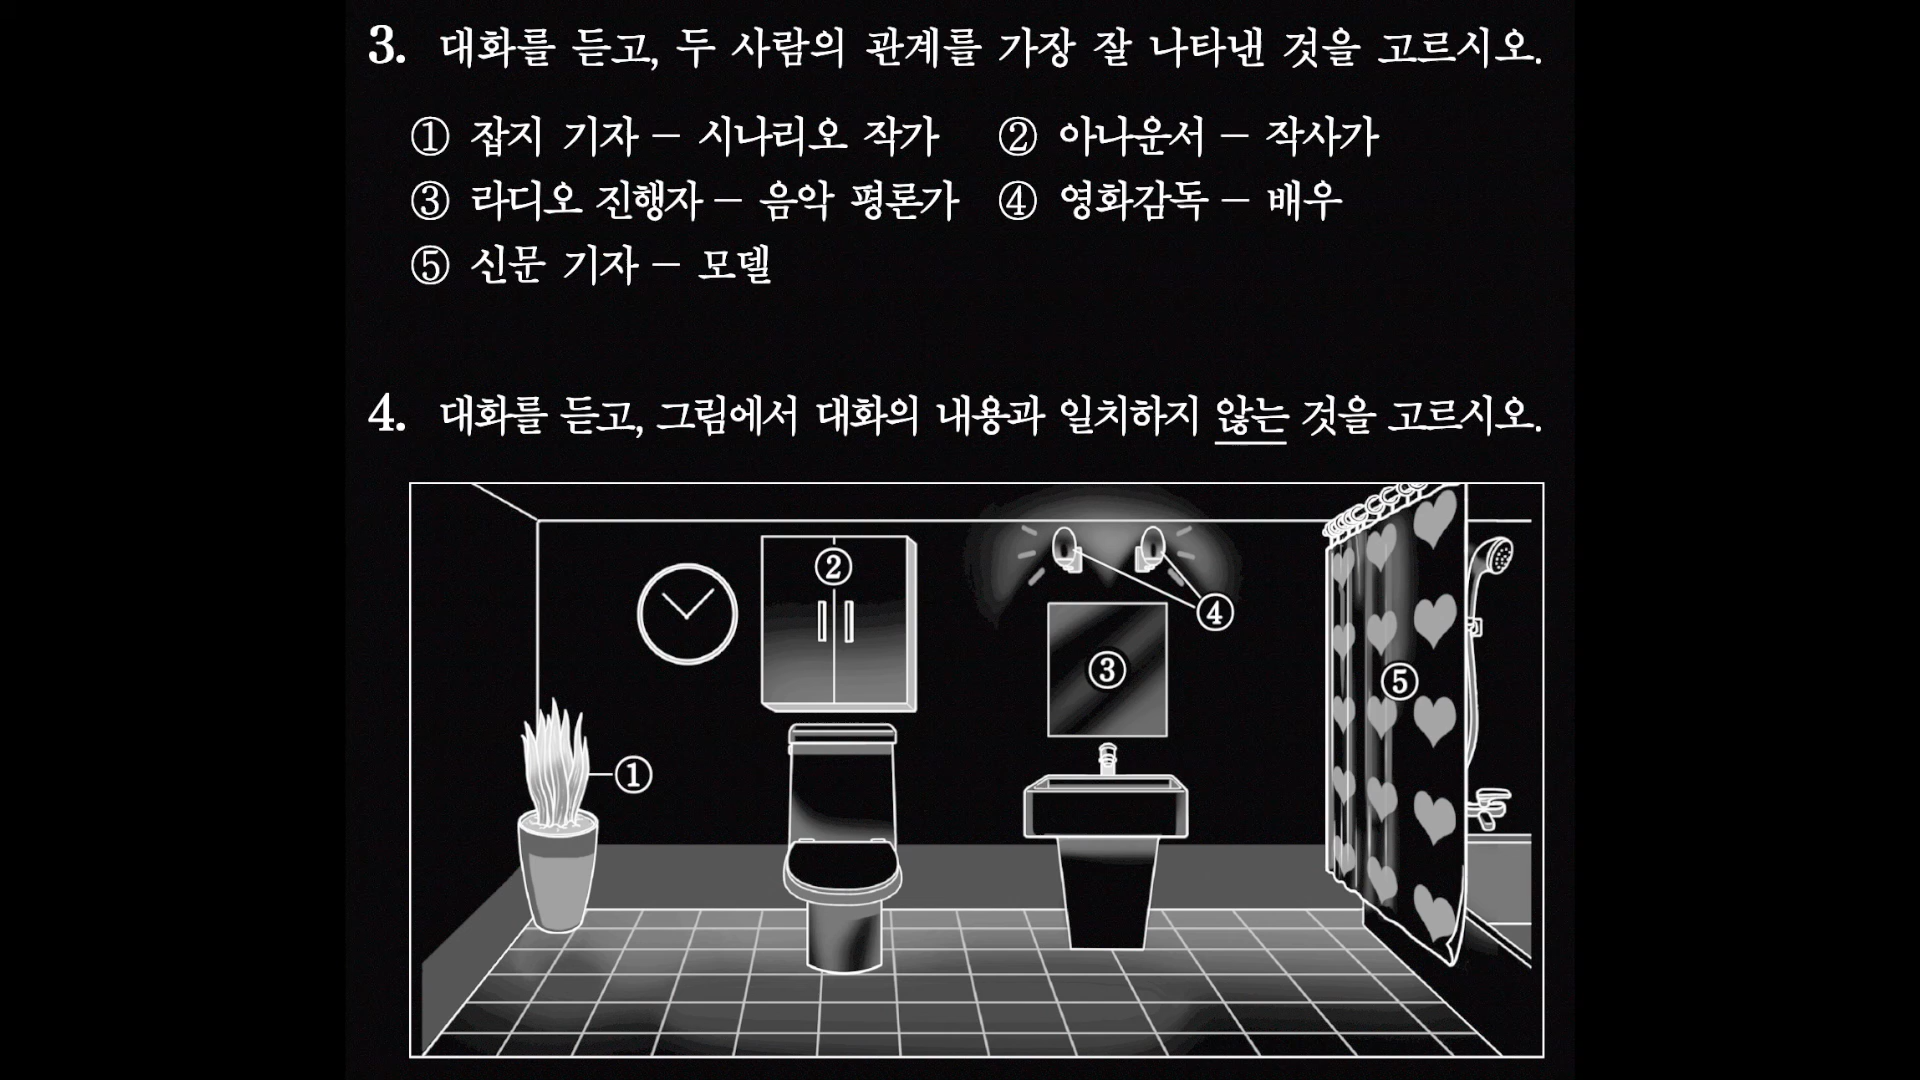 3. 대화를 듣고, 두 사람의 관계를 가장 잘 나타낸 것을 고르시오.
① 잡지 기자 – 시나리오 작가 ② 아나운서 – 작사가
③ 라디오 진행자 – 음악 평론가 ④ 영화감독 – 배우
⑤ 신문 기자 – 모델
4. 대화를 듣고, 그림에서 대화의 내용과 일치하지 않는 것을 고르시오.
②
④
③
⑤
①